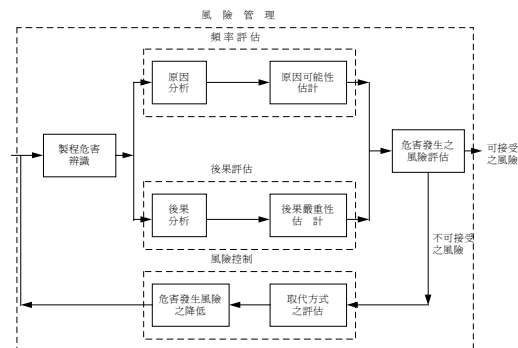 風 險 管 理
頻率評估
原因
分析
原因可能性
估計
製程危害
辨識
危害發生之
風險評估
可接受
之風險
後果評估
後果
分析
後果嚴重性
估 計
不可接受
之風險
風險控制
危害發生風險
之降低
取代方式
之評估